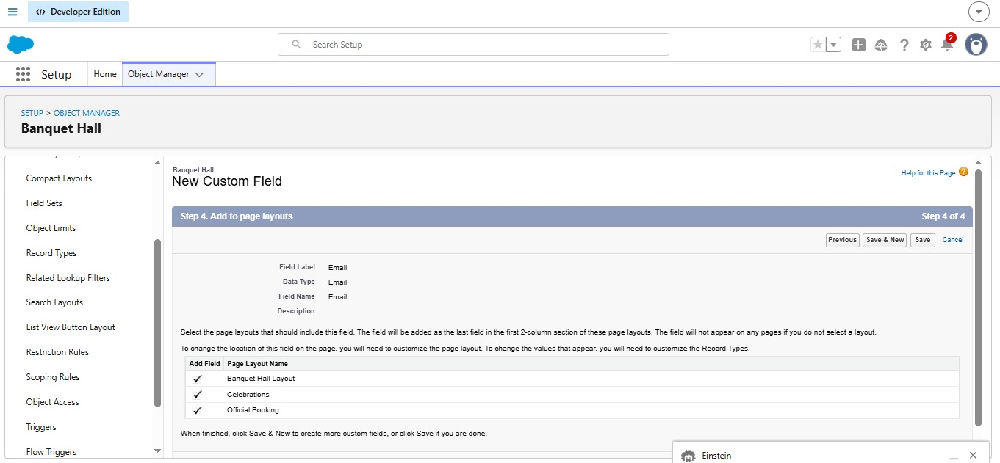 Developer Edition
Search Setup
2
Setup
Home
Object Manager
SETUP > OBJECT MANAGER
Banquet Hall
Compact Layouts
Field Sets
Object Limits
Record Types
Related Lookup Filters
Search Layouts
List View Button Layout
Restriction Rules
Scoping Rules
Object Access
Triggers
Flow Triggers
Banquet Hall
New Custom Field
Help for this Page ?
Step 4. Add to page layouts
Step 4 of 4
Previous
Save & New
Save
Cancel
Field Label Email
Data Type Email
Field Name Email
Description
Select the page layouts that should include this field. The field will be added as the last field in the first 2-column section of these page layouts. The field will not appear on any pages if you do not select a layout.
To change the location of this field on the page, you will need to customize the page layout. To change the values that appear, you will need to customize the Record Types.
Add Field Page Layout Name
Banquet Hall Layout
Celebrations
Official Booking
When finished, click Save & New to create more custom fields, or click Save if you are done.
Einstein